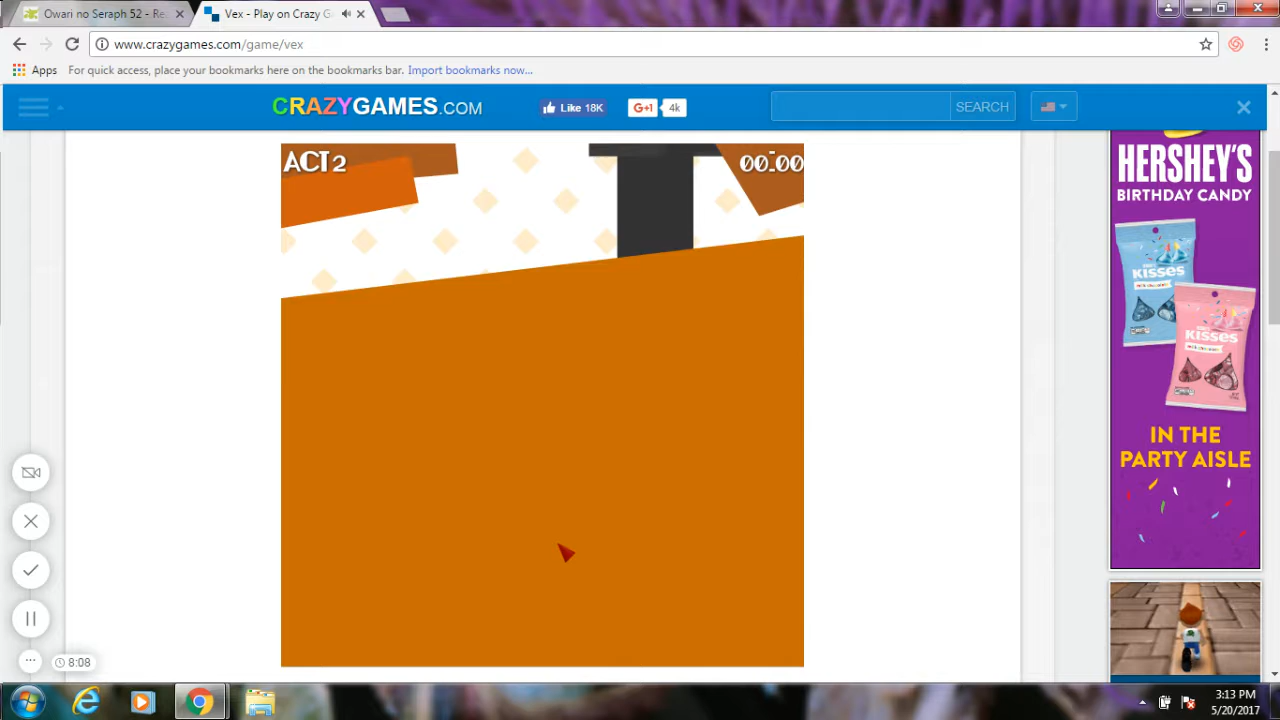 Owari no Seraph 52 - Re
Vex - Play on Crazy G
www.crazygames.com/game/vex
Apps For quick access, place your bookmarks here on the bookmarks bar. Import bookmarks now...
CRAZYGAMES.COM
Like 18K
G+1 4k
SEARCH
ACT 2
00:00
HERSHEY'S
BIRTHDAY CANDY
KISSES
KISSES
IN THE
PARTY AISLE
8:08
3:13 PM
5/20/2017